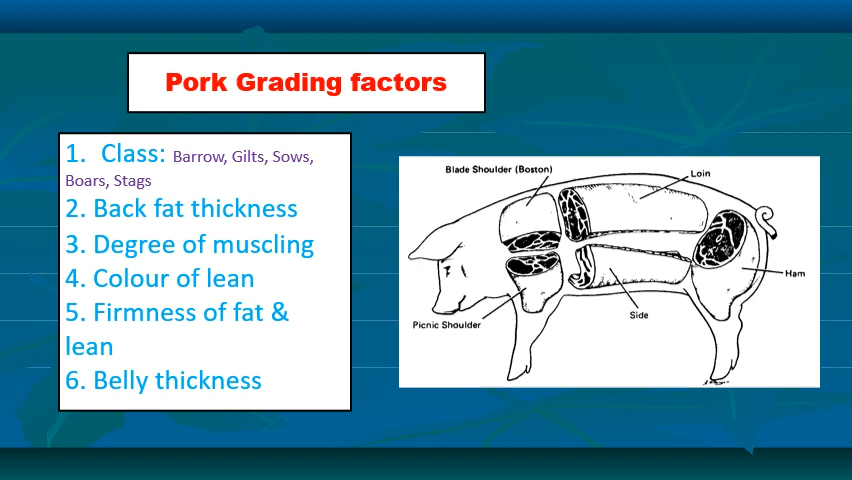 Pork Grading factors
1. Class: Barrow, Gilts, Sows,
Boars, Stags
2. Back fat thickness
3. Degree of muscling
4. Colour of lean
5. Firmness of fat &
lean
6. Belly thickness
Blade Shoulder (Boston)
Loin
Ham
Side
Picnic Shoulder